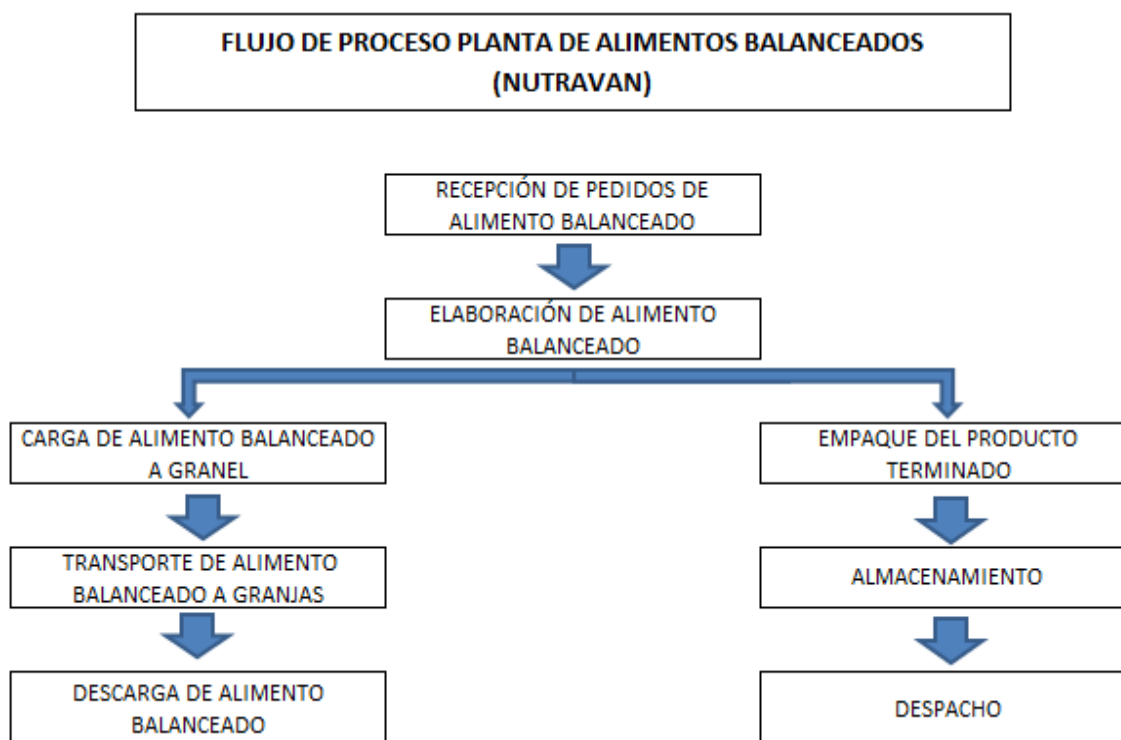 FLUJO DE PROCESO PLANTA DE ALIMENTOS BALANCEADOS
(NUTRAVAN)
RECEPCIÓN DE PEDIDOS DE
ALIMENTO BALANCEADO
ELABORACIÓN DE ALIMENTO
BALANCEADO
CARGA DE ALIMENTO BALANCEADO
A GRANEL
TRANSPORTE DE ALIMENTO
BALANCEADO A GRANJAS
DESCARGA DE ALIMENTO
BALANCEADO
EMPAQUE DEL PRODUCTO
TERMINADO
ALMACENAMIENTO
DESPACHO